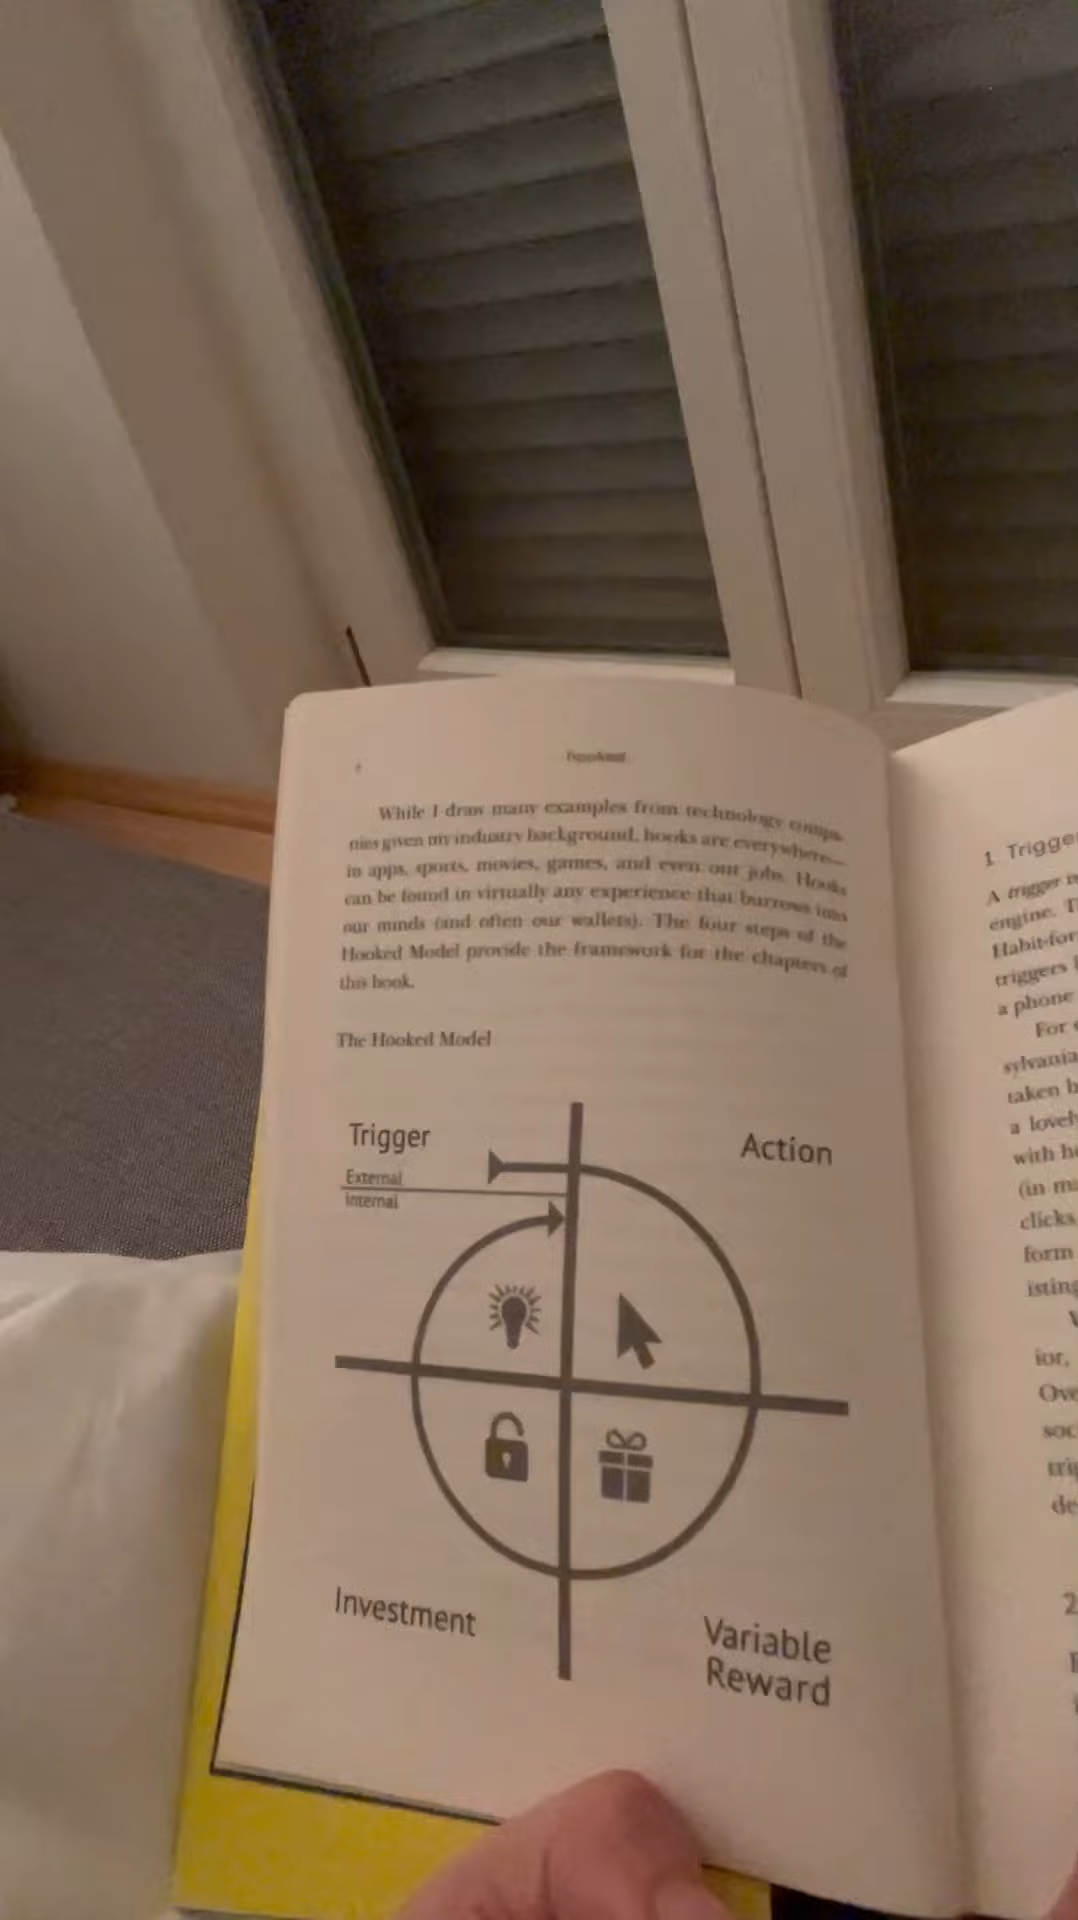 Hooked
While I draw many examples from technology compa-
nies given my industry background, hooks are everywhere—
in apps, sports, movies, games, and even our jobs. Hooks
can be found in virtually any experience that burrows into
our minds (and often our wallets). The four steps of the
Hooked Model provide the framework for the chapters of
this book.
The Hooked Model
Trigger
External
Internal
Action
Investment
Variable
Reward
1 Trigger
A trigger
engine.
Habit-for
triggers
a phone
For
sylvania
taken
a lovely
with
(in
clicks
form
isting
ior,
Ove
soc
tri
de
2